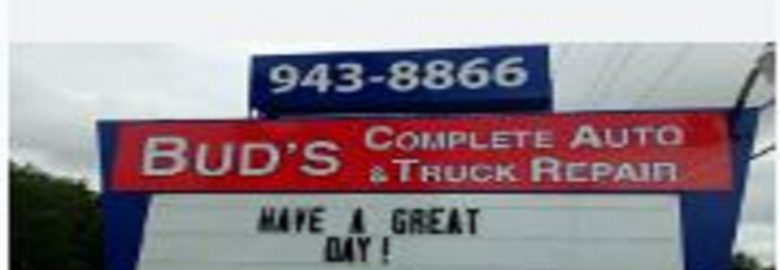 943-8866
BUD'S COMPLETE AUTO
& TRUCK REPAIR
HAVE A GREAT
DAY!